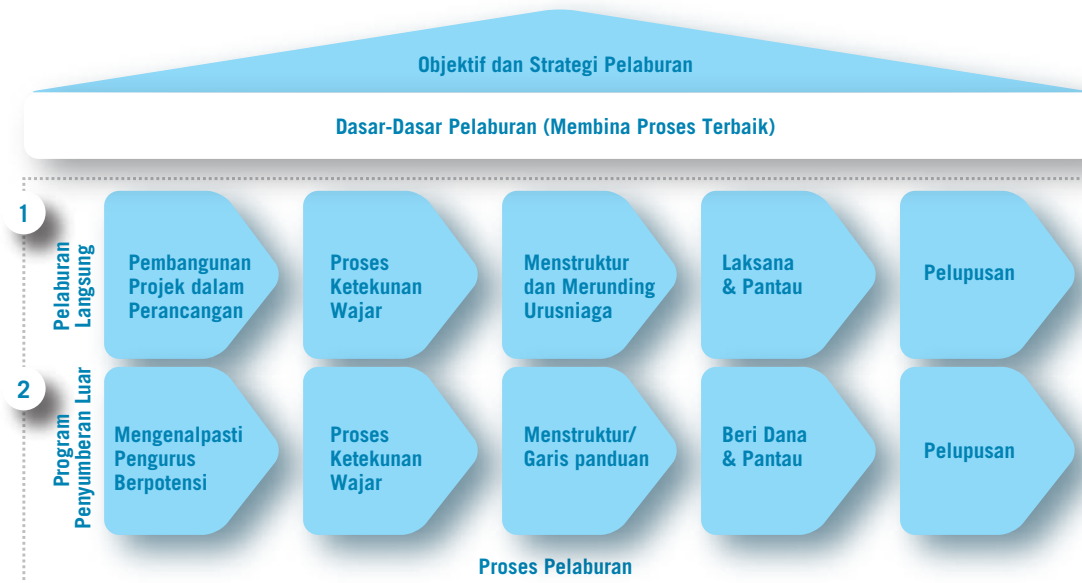 Objektif dan Strategi Pelaburan
Dasar-Dasar Pelaburan (Membina Proses Terbaik)
1
Pelaburan
Langsung
Pembangunan
Projek dalam
Perancangan
Proses
Ketekunan
Wajar
Menstruktur
dan Merunding
Urusniaga
Laksana
& Pantau
Pelupusan
2
Program
Penyumberan Luar
Mengenalpasti
Pengurus
Berpotensi
Proses
Ketekunan
Wajar
Menstruktur/
Garis panduan
Beri Dana
& Pantau
Pelupusan
Proses Pelaburan